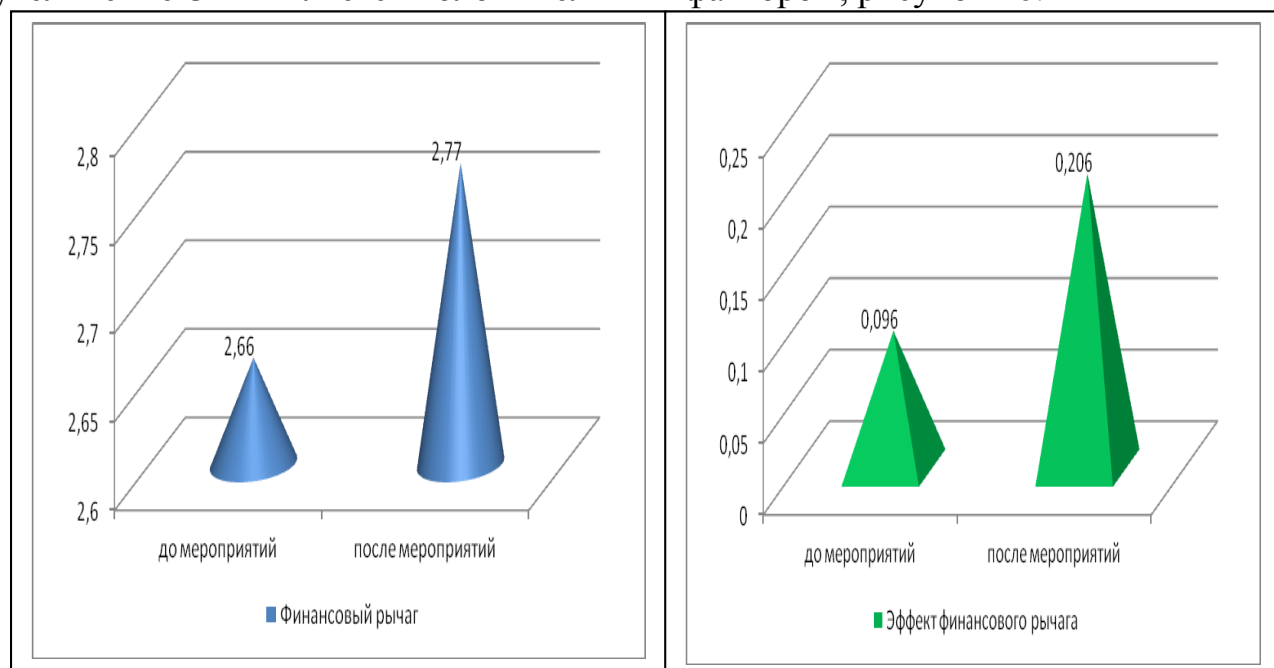 2,8
2,75
2,7
2,65
2,6
2,66
2,77
до мероприятий
после мероприятий
Финансовый рычаг
0,25
0,2
0,15
0,1
0,05
0
0,096
0,206
до мероприятий
после мероприятий
Эффект финансового рычага